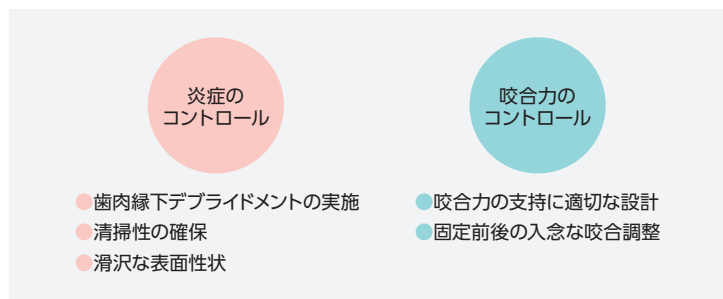 炎症の
コントロール
咬合力の
コントロール
●歯肉縁下デブライドメントの実施
●清掃性の確保
●滑沢な表面性状
●咬合力の支持に適切な設計
●固定前後の入念な咬合調整